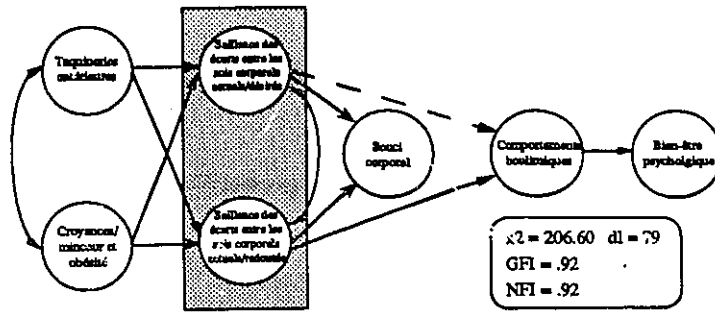 Taquineries
antérieures
Saillance des
écarts entre les
sois corporels
actuels/désirés
Souci
corporel
Comportements
boulimiques
Bien-être
psychologique
Croyances/
minceur et
obésité
Saillance des
écarts entre les
sois corporels
actuels/redoutés
χ2 = 206.60 dl = 79
GFI = .92
NFI = .92